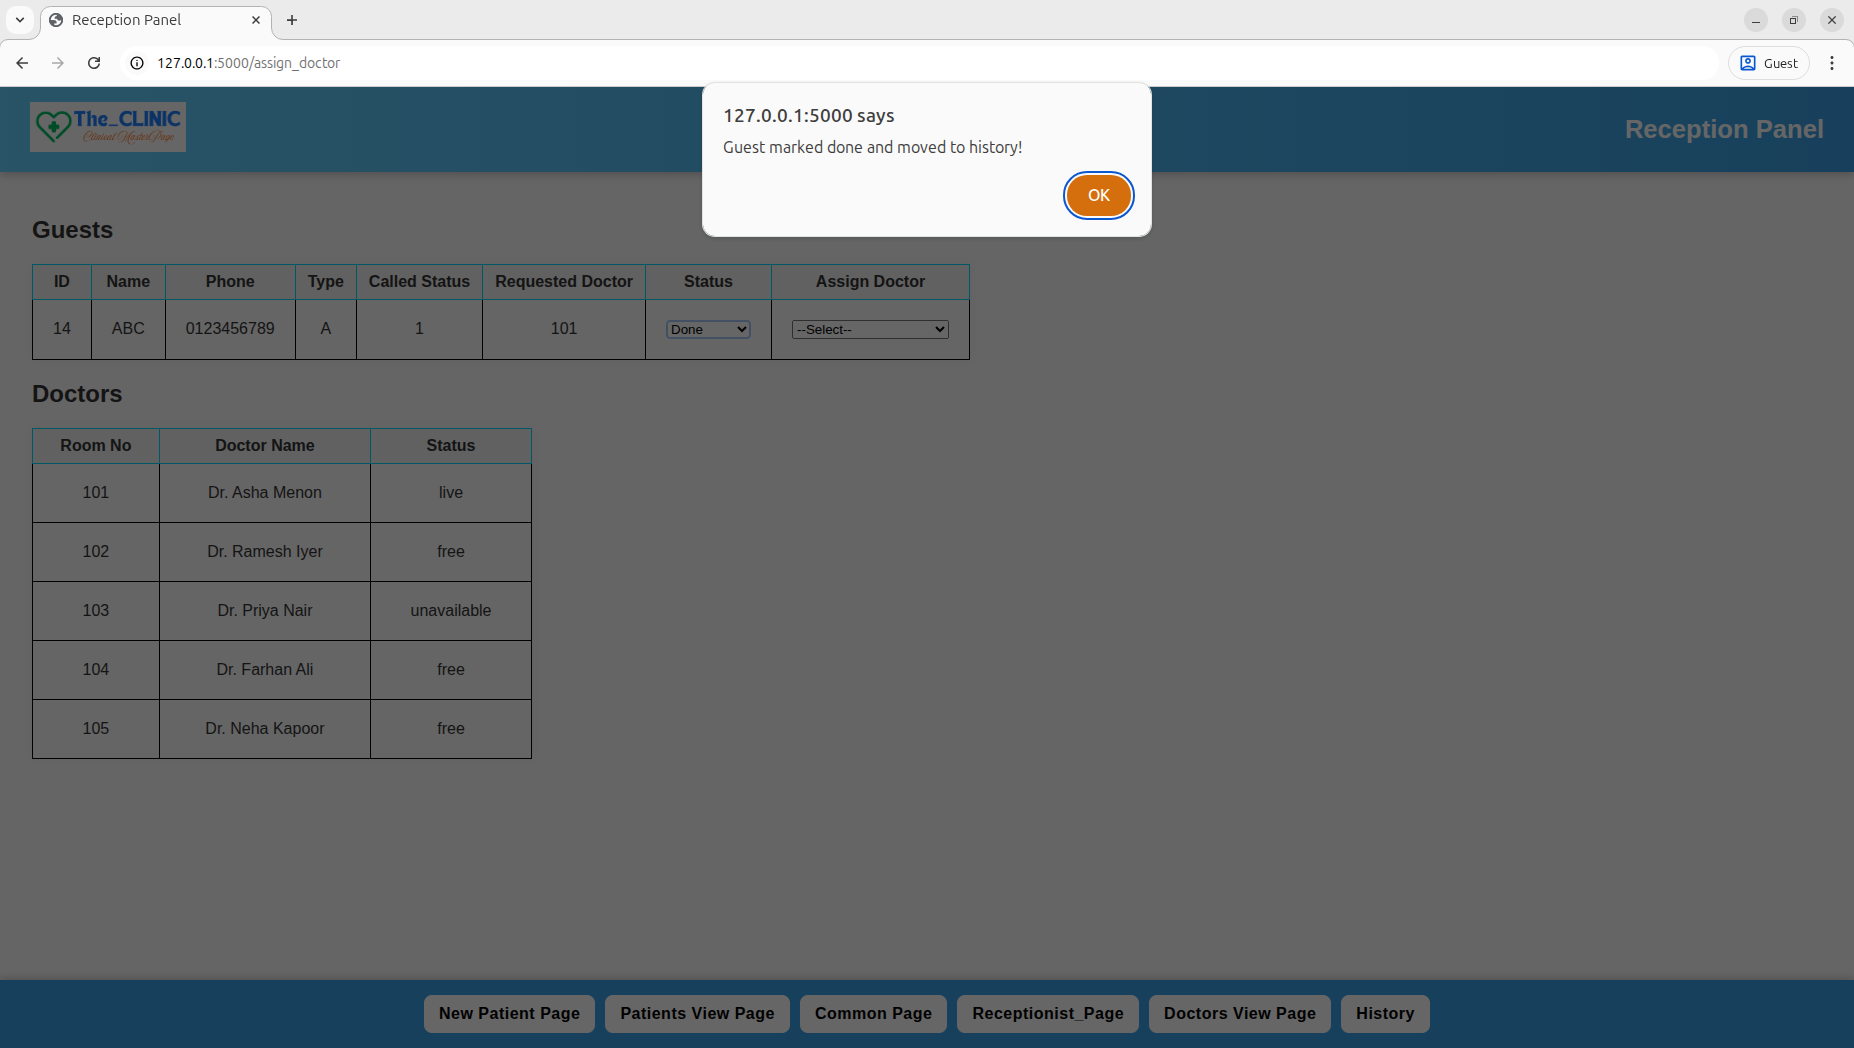 Reception Panel
127.0.0.1:5000/assign_doctor
Guest
127.0.0.1:5000 says
Guest marked done and moved to history!
OK
The_CLINIC
Clinical MasterPage
Reception Panel
Guests
ID Name Phone Type Called Status Requested Doctor Status Assign Doctor
14 ABC 0123456789 A 1 101 Done --Select--
Doctors
Room No Doctor Name Status
101 Dr. Asha Menon live
102 Dr. Ramesh Iyer free
103 Dr. Priya Nair unavailable
104 Dr. Farhan Ali free
105 Dr. Neha Kapoor free
New Patient Page Patients View Page Common Page Receptionist_Page Doctors View Page History